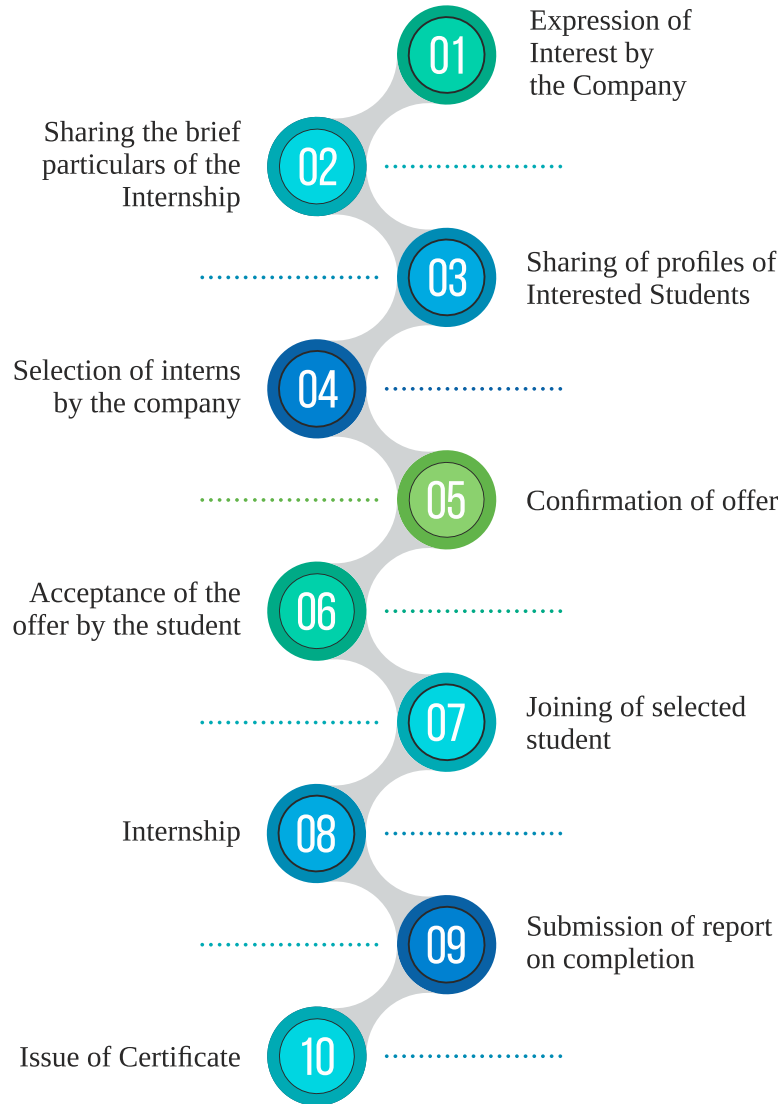 01
Expression of
Interest by
the Company
Sharing the brief
particulars of the
Internship
02
03
Sharing of profiles of
Interested Students
Selection of interns
by the company
04
05
Confirmation of offer
Acceptance of the
offer by the student
06
07
Joining of selected
student
Internship
08
09
Submission of report
on completion
Issue of Certificate
10